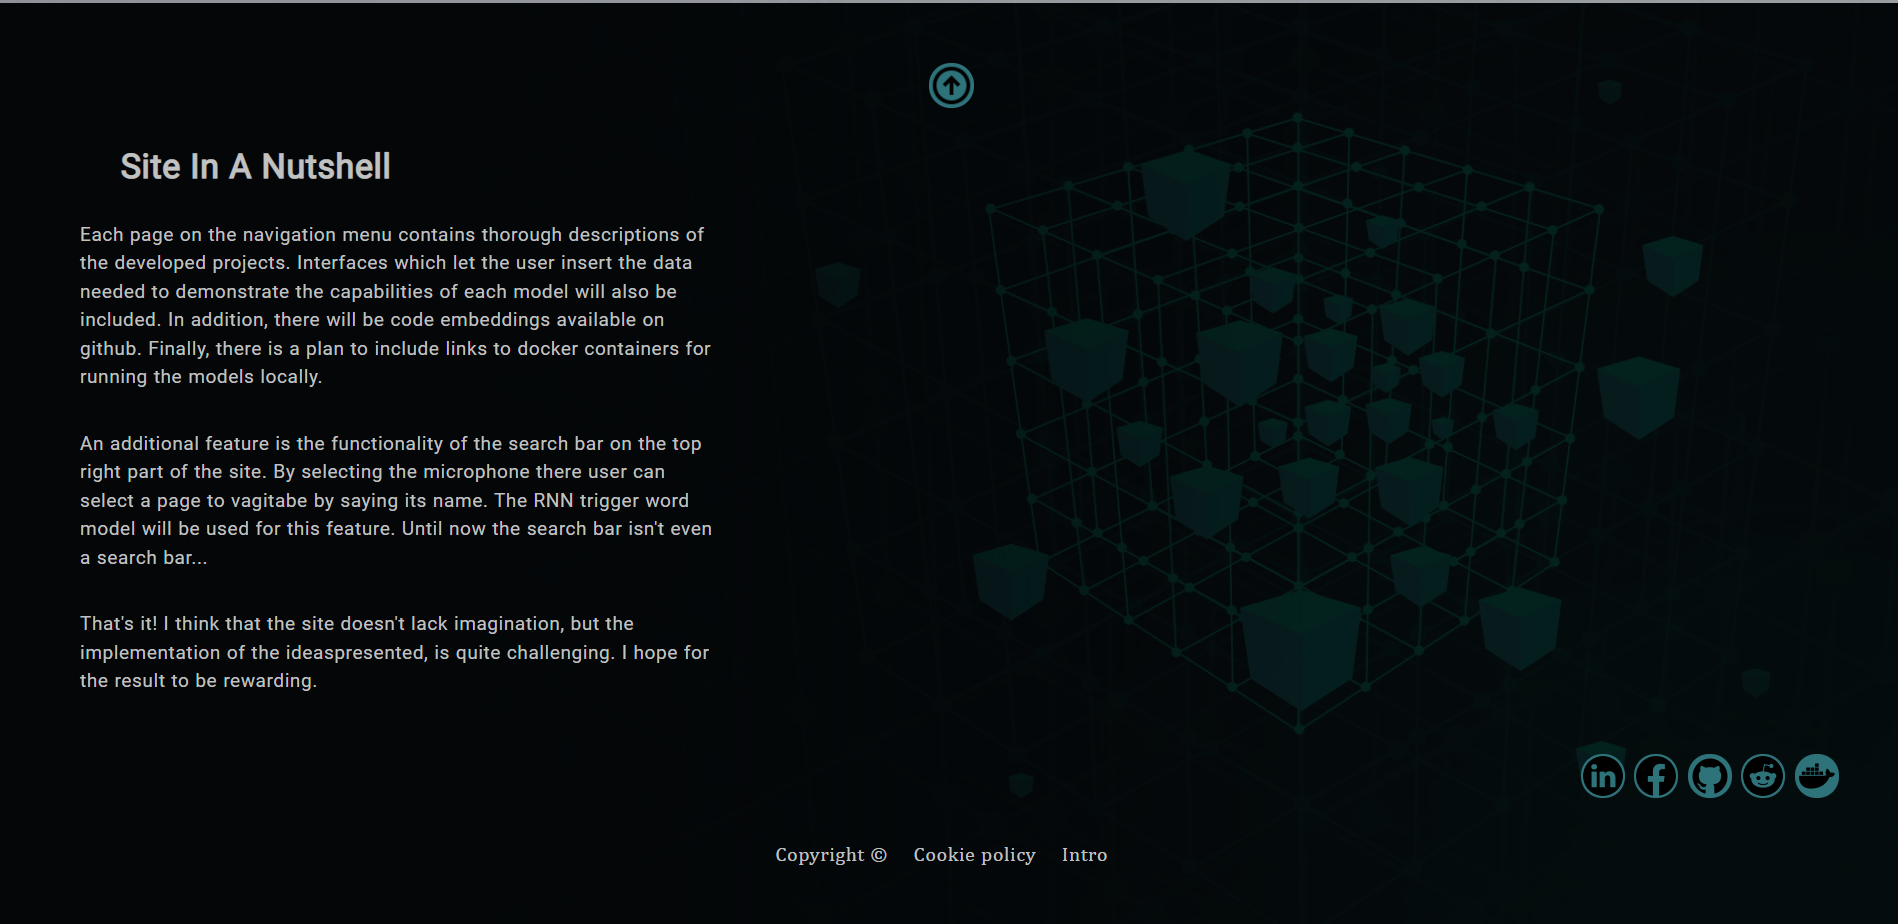 Site In A Nutshell
Each page on the navigation menu contains thorough descriptions of
the developed projects. Interfaces which let the user insert the data
needed to demonstrate the capabilities of each model will also be
included. In addition, there will be code embeddings available on
github. Finally, there is a plan to include links to docker containers for
running the models locally.
An additional feature is the functionality of the search bar on the top
right part of the site. By selecting the microphone there user can
select a page to vagitabe by saying its name. The RNN trigger word
model will be used for this feature. Until now the search bar isn't even
a search bar...
That's it! I think that the site doesn't lack imagination, but the
implementation of the ideaspresented, is quite challenging. I hope for
the result to be rewarding.
in f
Copyright © Cookie policy Intro